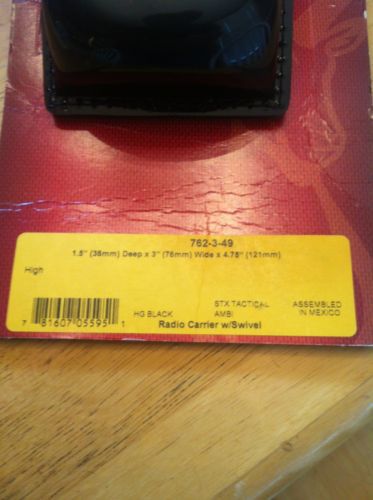 762-3-49
1.5" (38mm) Deep x 3" (76mm) Wide x 4.75" (121mm)
High
STX TACTICAL ASSEMBLED
HG BLACK AMBI IN MEXICO
7 81607 05595 1 Radio Carrier w/Swivel